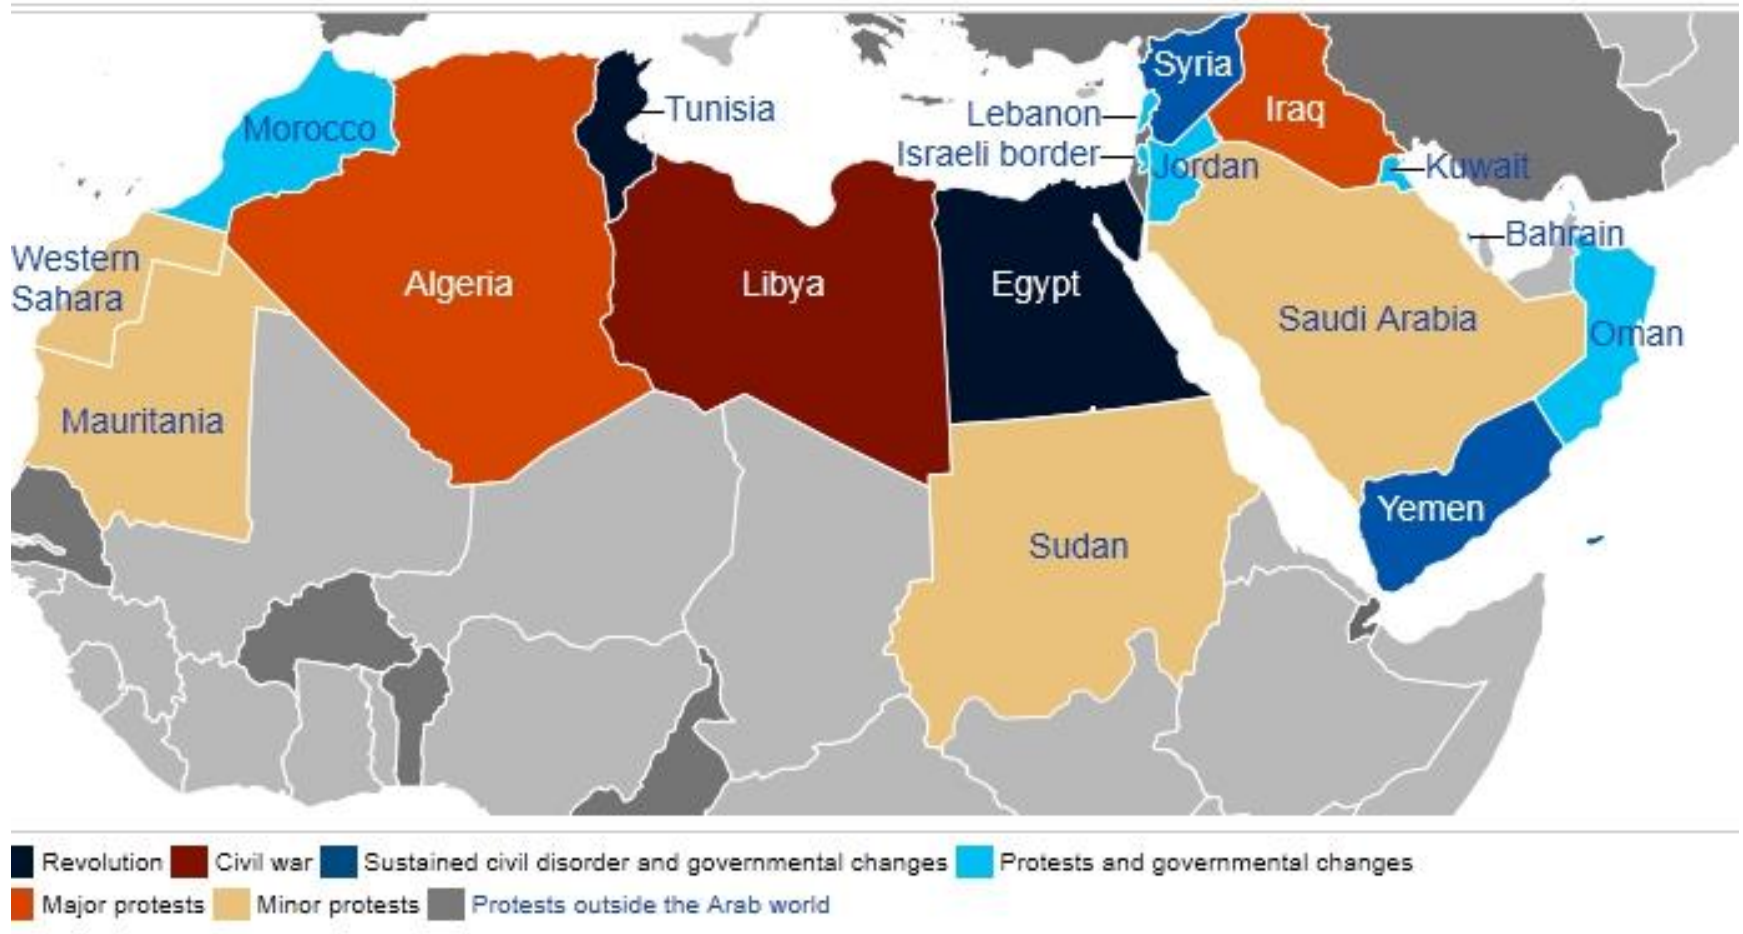 Syria
Tunisia
Lebanon
Iraq
Morocco
Israeli border
Jordan
Kuwait
Bahrain
Western
Sahara
Algeria
Libya
Egypt
Saudi Arabia
Oman
Mauritania
Yemen
Sudan
Revolution Civil war Sustained civil disorder and governmental changes Protests and governmental changes
Major protests Minor protests Protests outside the Arab world